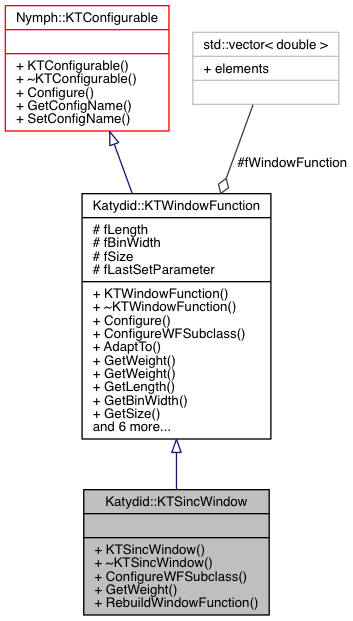 Nymph::KTConfigurable
+ KTConfigurable()
+ ~KTConfigurable()
+ Configure()
+ GetConfigName()
+ SetConfigName()
std::vector< double >
+ elements
#fWindowFunction
Katydid::KTWindowFunction
# fLength
# fBinWidth
# fSize
# fLastSetParameter
+ KTWindowFunction()
+ ~KTWindowFunction()
+ Configure()
+ ConfigureWFSubclass()
+ AdaptTo()
+ GetWeight()
+ GetWeight()
+ GetLength()
+ GetBinWidth()
+ GetSize()
and 6 more...
Katydid::KTSincWindow
+ KTSincWindow()
+ ~KTSincWindow()
+ ConfigureWFSubclass()
+ GetWeight()
+ RebuildWindowFunction()